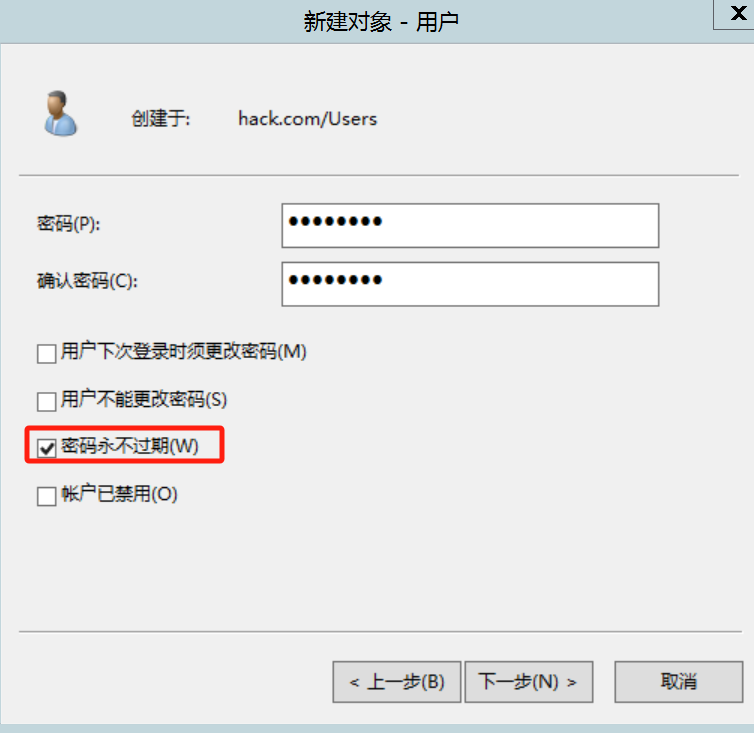 新建对象 - 用户
创建于: hack.com/Users
密码(P): ●●●●●●●●
确认密码(C): ●●●●●●●●
用户下次登录时须更改密码(M)
用户不能更改密码(S)
密码永不过期(W)
帐户已禁用(O)
< 上一步(B) 下一步(N) > 取消